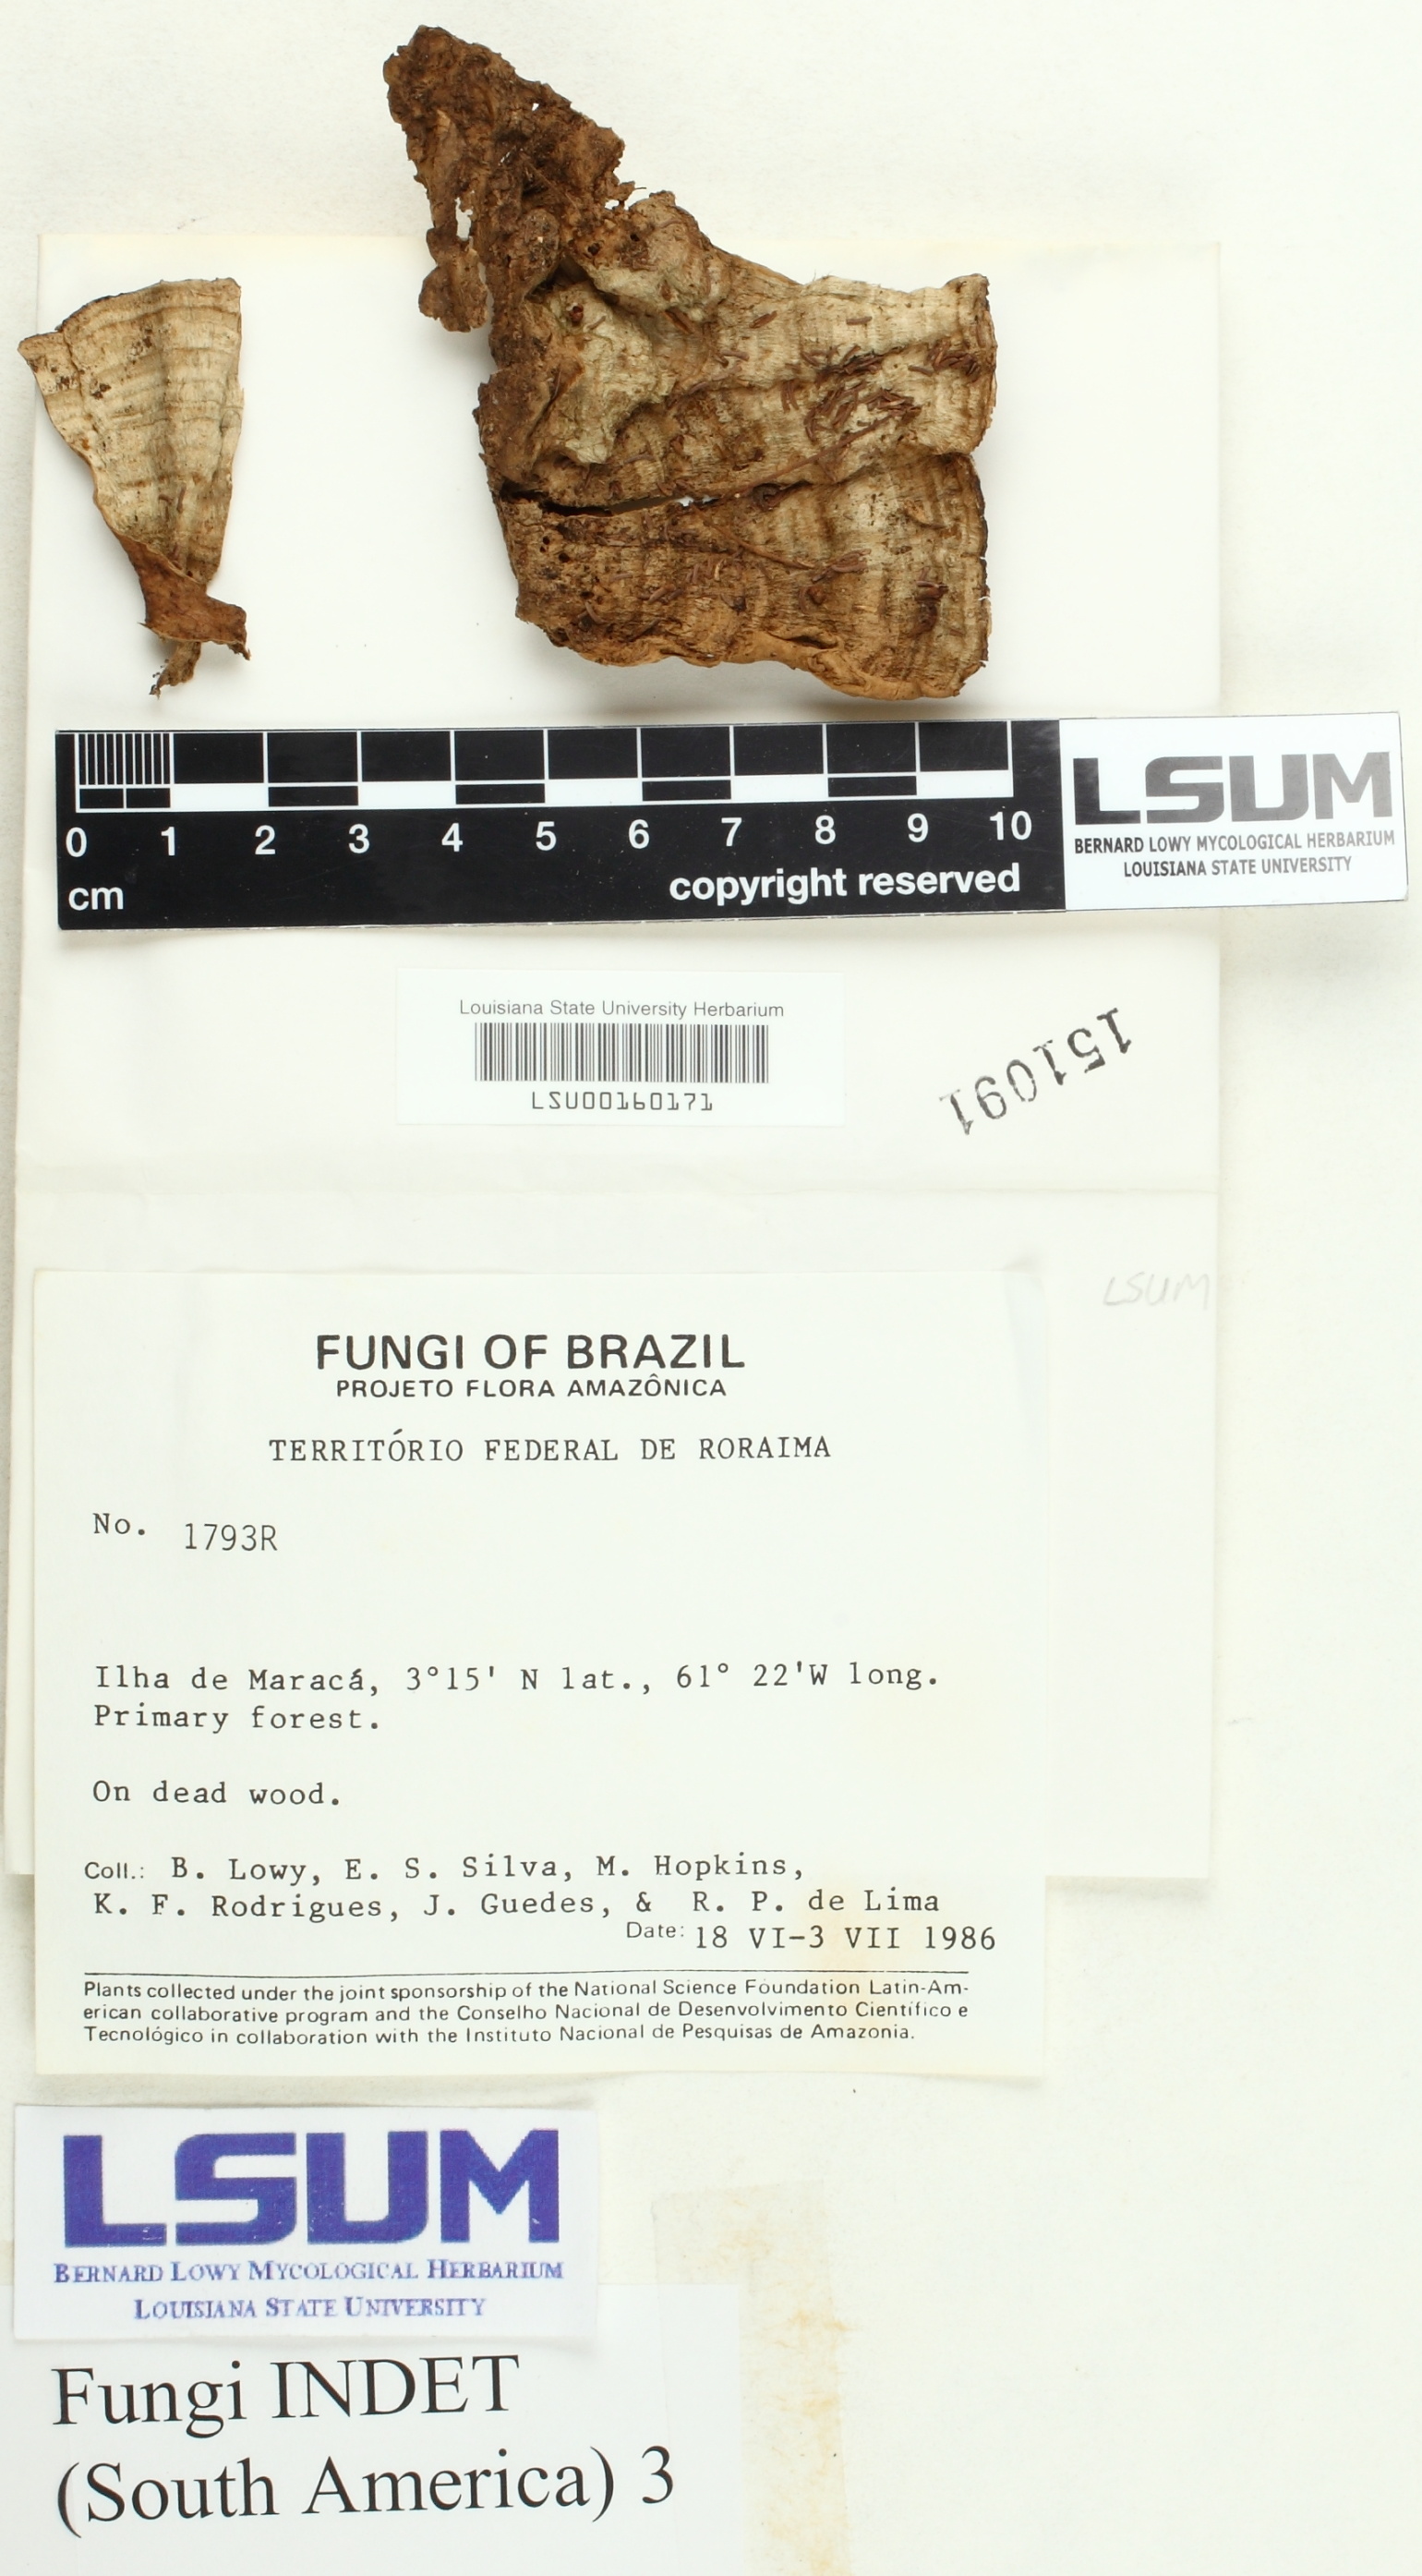 0 1 2 3 4 5 6 7 8 9 10
cm
copyright reserved
LSUM
BERNARD LOWY MYCOLOGICAL HERBARIUM
LOUISIANA STATE UNIVERSITY
Louisiana State University Herbarium
LSU00160171
151091
LSUM
FUNGI OF BRAZIL
PROJETO FLORA AMAZÔNICA
TERRITÓRIO FEDERAL DE RORAIMA
No. 1793R
Ilha de Maracá, 3°15' N lat., 61° 22'W long.
Primary forest.
On dead wood.
Coll.: B. Lowy, E. S. Silva, M. Hopkins,
K. F. Rodrigues, J. Guedes, & R. P. de Lima
Date: 18 VI-3 VII 1986
Plants collected under the joint sponsorship of the National Science Foundation Latin-Am-
erican collaborative program and the Conselho Nacional de Desenvolvimento Científico e
Tecnológico in collaboration with the Instituto Nacional de Pesquisas de Amazonia.
LSUM
BERNARD LOWY MYCOLOGICAL HERBARIUM
LOUISIANA STATE UNIVERSITY
Fungi INDET
(South America) 3